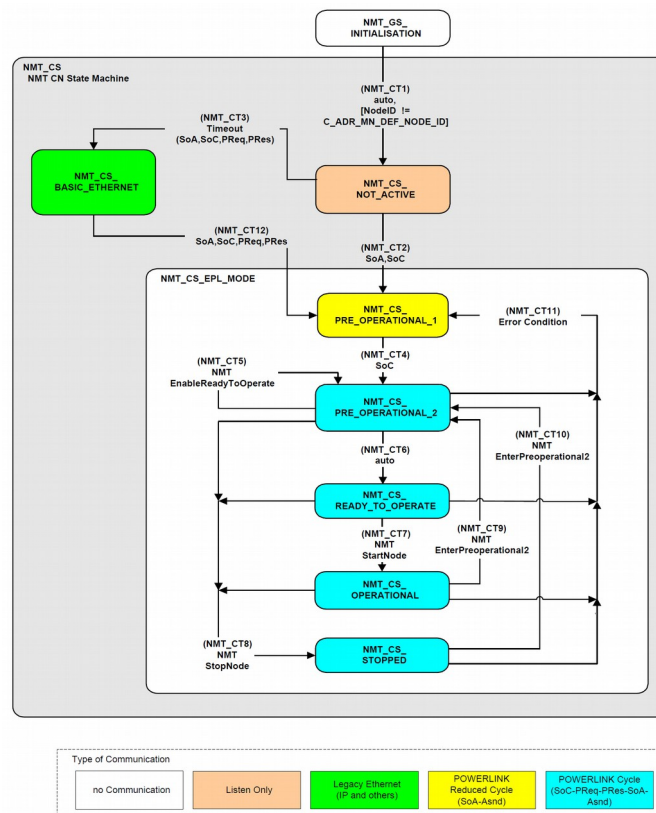 NMT_GS_
INITIALISATION
NMT_CS
NMT CN State Machine
(NMT_CT1)
auto,
[NodeID !=
C_ADR_MN_DEF_NODE_ID]
(NMT_CT3)
Timeout
(SoA,SoC,PReq,PRes)
NMT_CS_
BASIC_ETHERNET
NMT_CS_
NOT_ACTIVE
(NMT_CT12)
SoA,SoC,PReq,PRes
(NMT_CT2)
SoA,SoC
NMT_CS_EPL_MODE
NMT_CS_
PRE_OPERATIONAL_1
(NMT_CT11)
Error Condition
(NMT_CT4)
SoC
(NMT_CT5)
NMT
EnableReadyToOperate
NMT_CS_
PRE_OPERATIONAL_2
(NMT_CT10)
NMT
EnterPreoperational2
(NMT_CT6)
auto
NMT_CS_
READY_TO_OPERATE
(NMT_CT7)
NMT
StartNode
(NMT_CT9)
NMT
EnterPreoperational2
NMT_CS_
OPERATIONAL
(NMT_CT8)
NMT
StopNode
NMT_CS_
STOPPED
Type of Communication
no Communication
Listen Only
Legacy Ethernet
(IP and others)
POWERLINK
Reduced Cycle
(SoA-Asnd)
POWERLINK Cycle
(SoC-PReq-PRes-SoA-
Asnd)